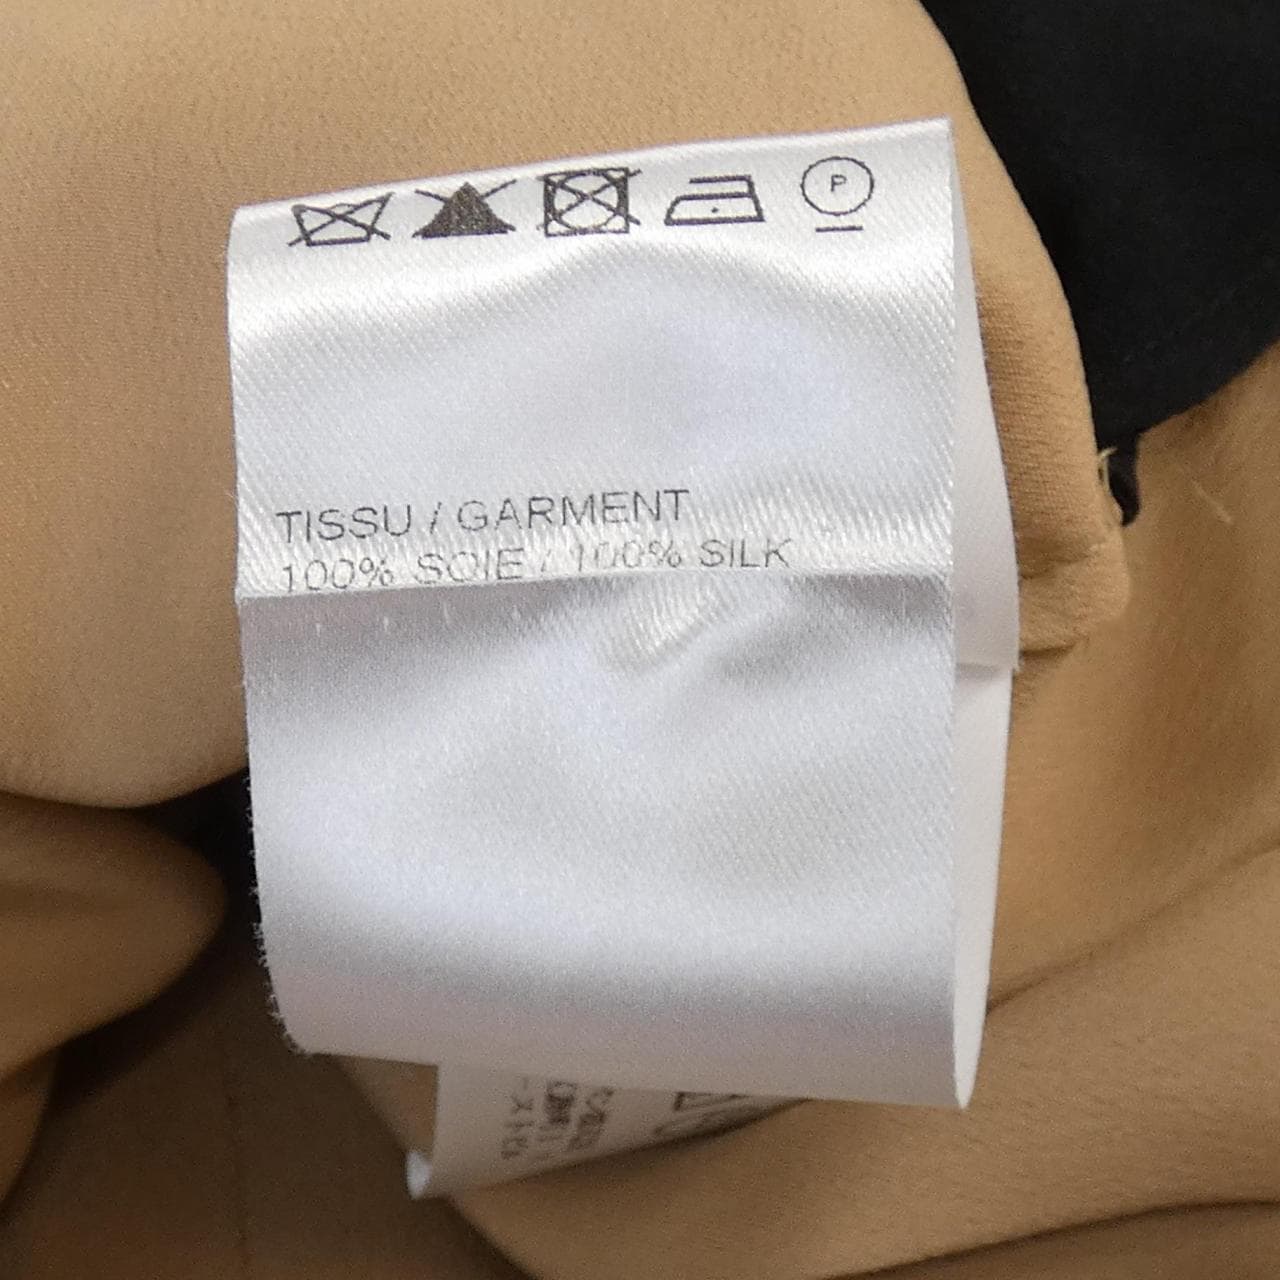 P
TISSU / GARMENT
100% SOIE / 100% SILK